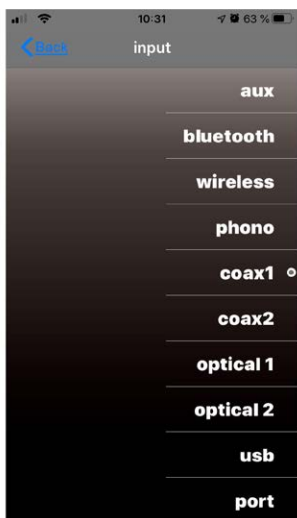 10:31
63 %
Back
input
aux
bluetooth
wireless
phono
coax1
coax2
optical 1
optical 2
usb
port